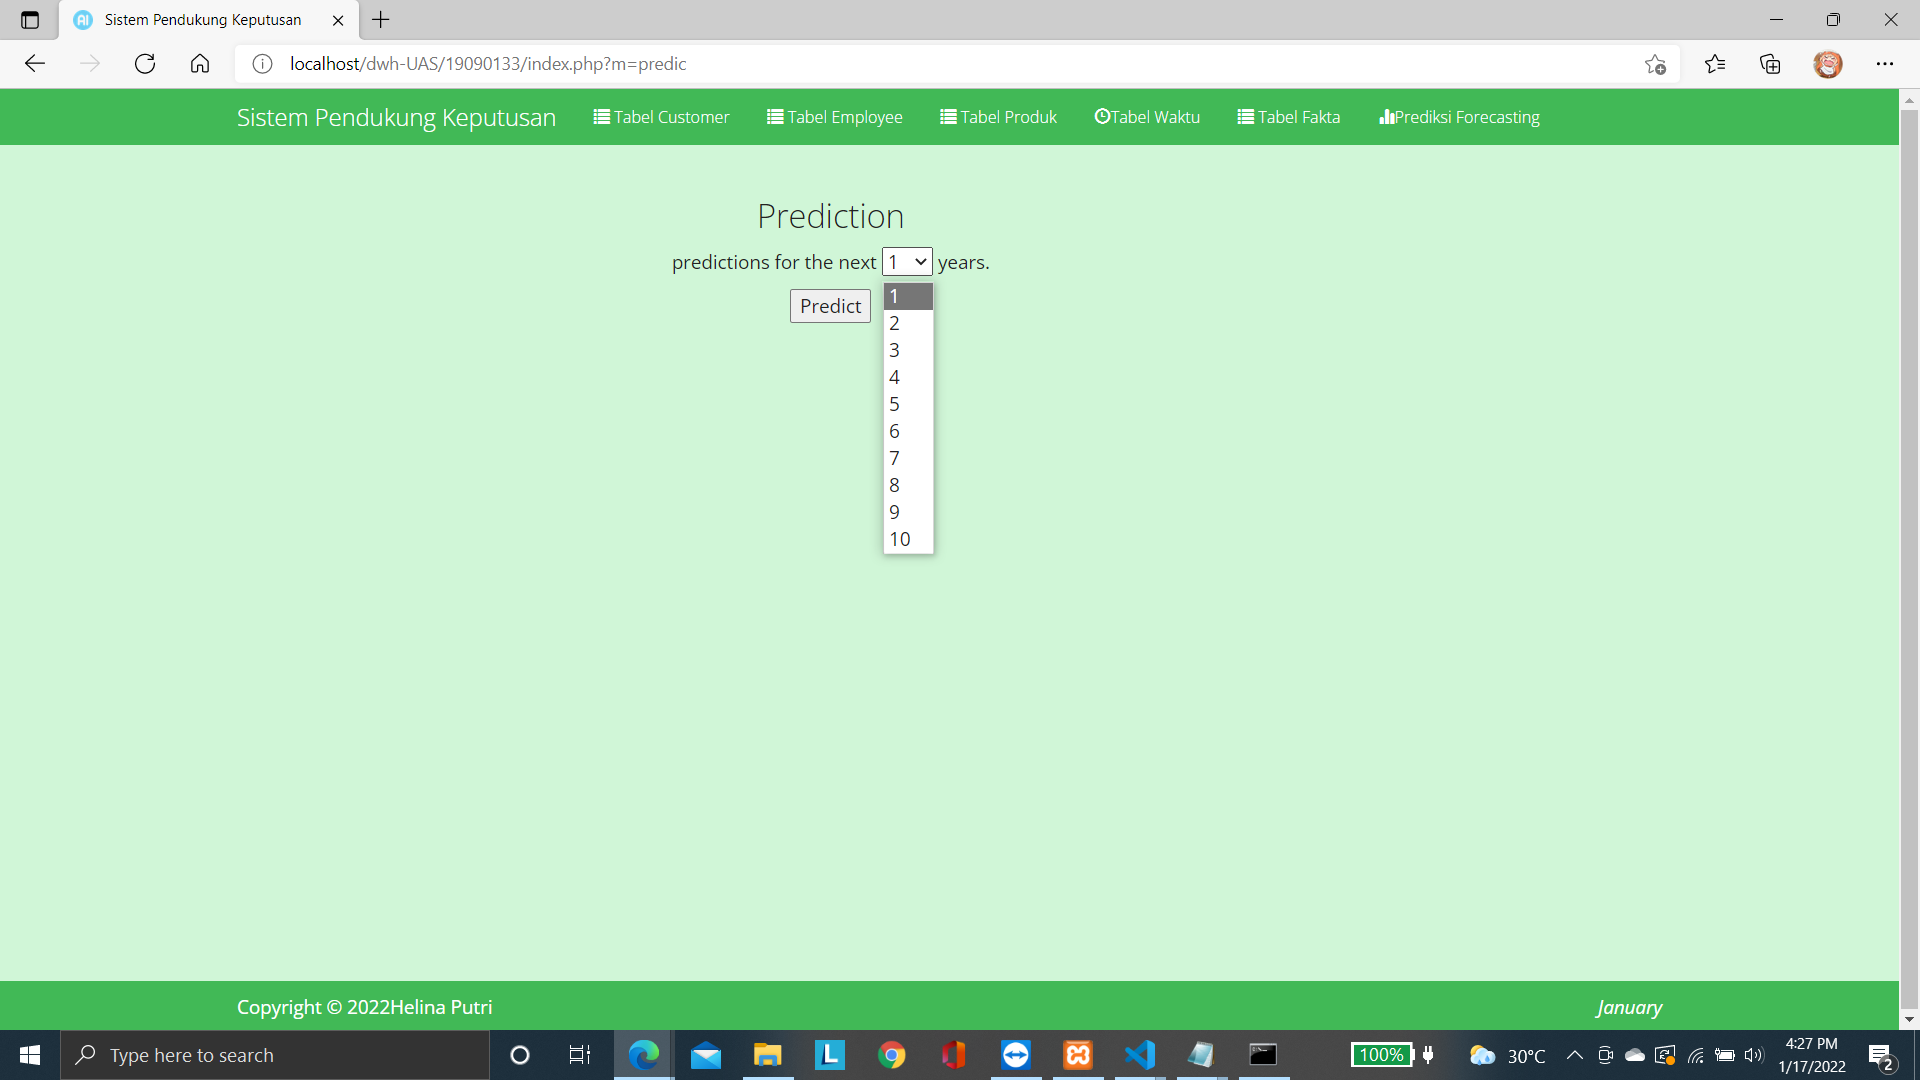 Sistem Pendukung Keputusan
localhost/dwh-UAS/19090133/index.php?m=predic
Sistem Pendukung Keputusan Tabel Customer Tabel Employee Tabel Produk Tabel Waktu Tabel Fakta Prediksi Forecasting
Prediction
predictions for the next 1 years.
Predict
1
2
3
4
5
6
7
8
9
10
Copyright © 2022Helina Putri January
Type here to search
100%
30°C
4:27 PM
1/17/2022
2